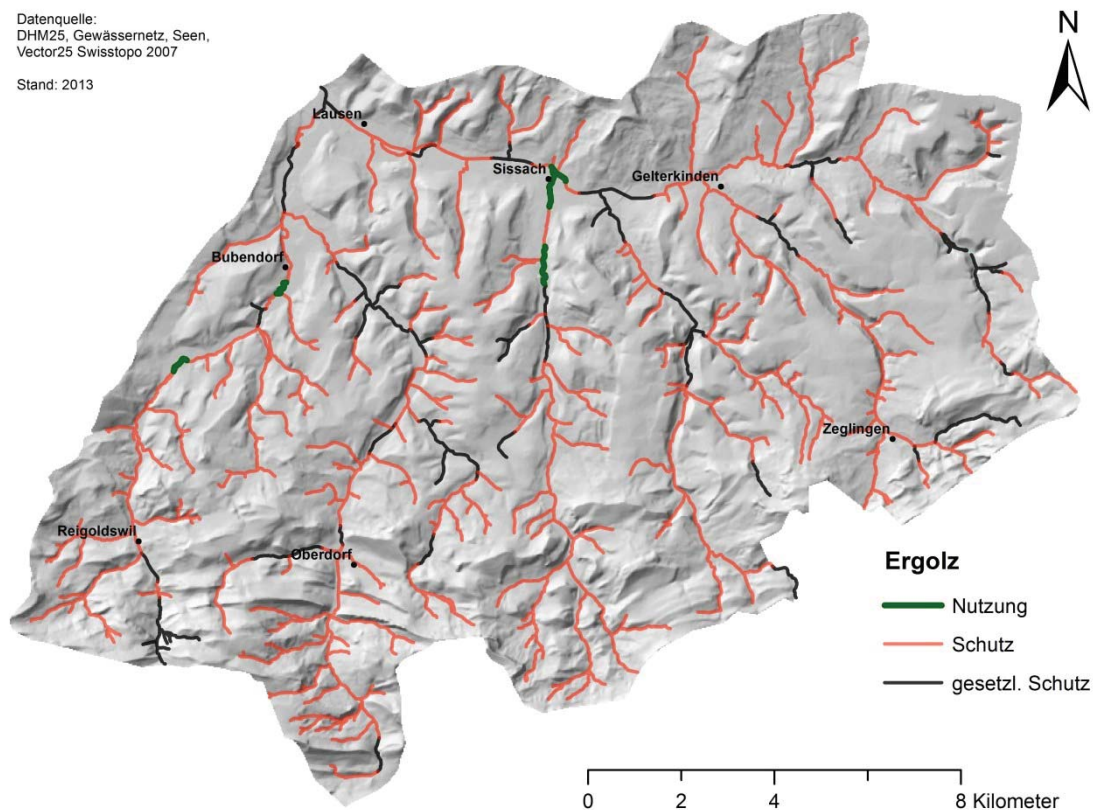 Datenquelle:
DHM25, Gewässernetz, Seen,
Vector25 Swisstopo 2007
Stand: 2013
N
Lausen
Sissach
Gelterkinden
Bubendorf
Zeglingen
Reigoldswil
Oberdorf
Ergolz
Nutzung
Schutz
gesetzl. Schutz
0 2 4 8 Kilometer